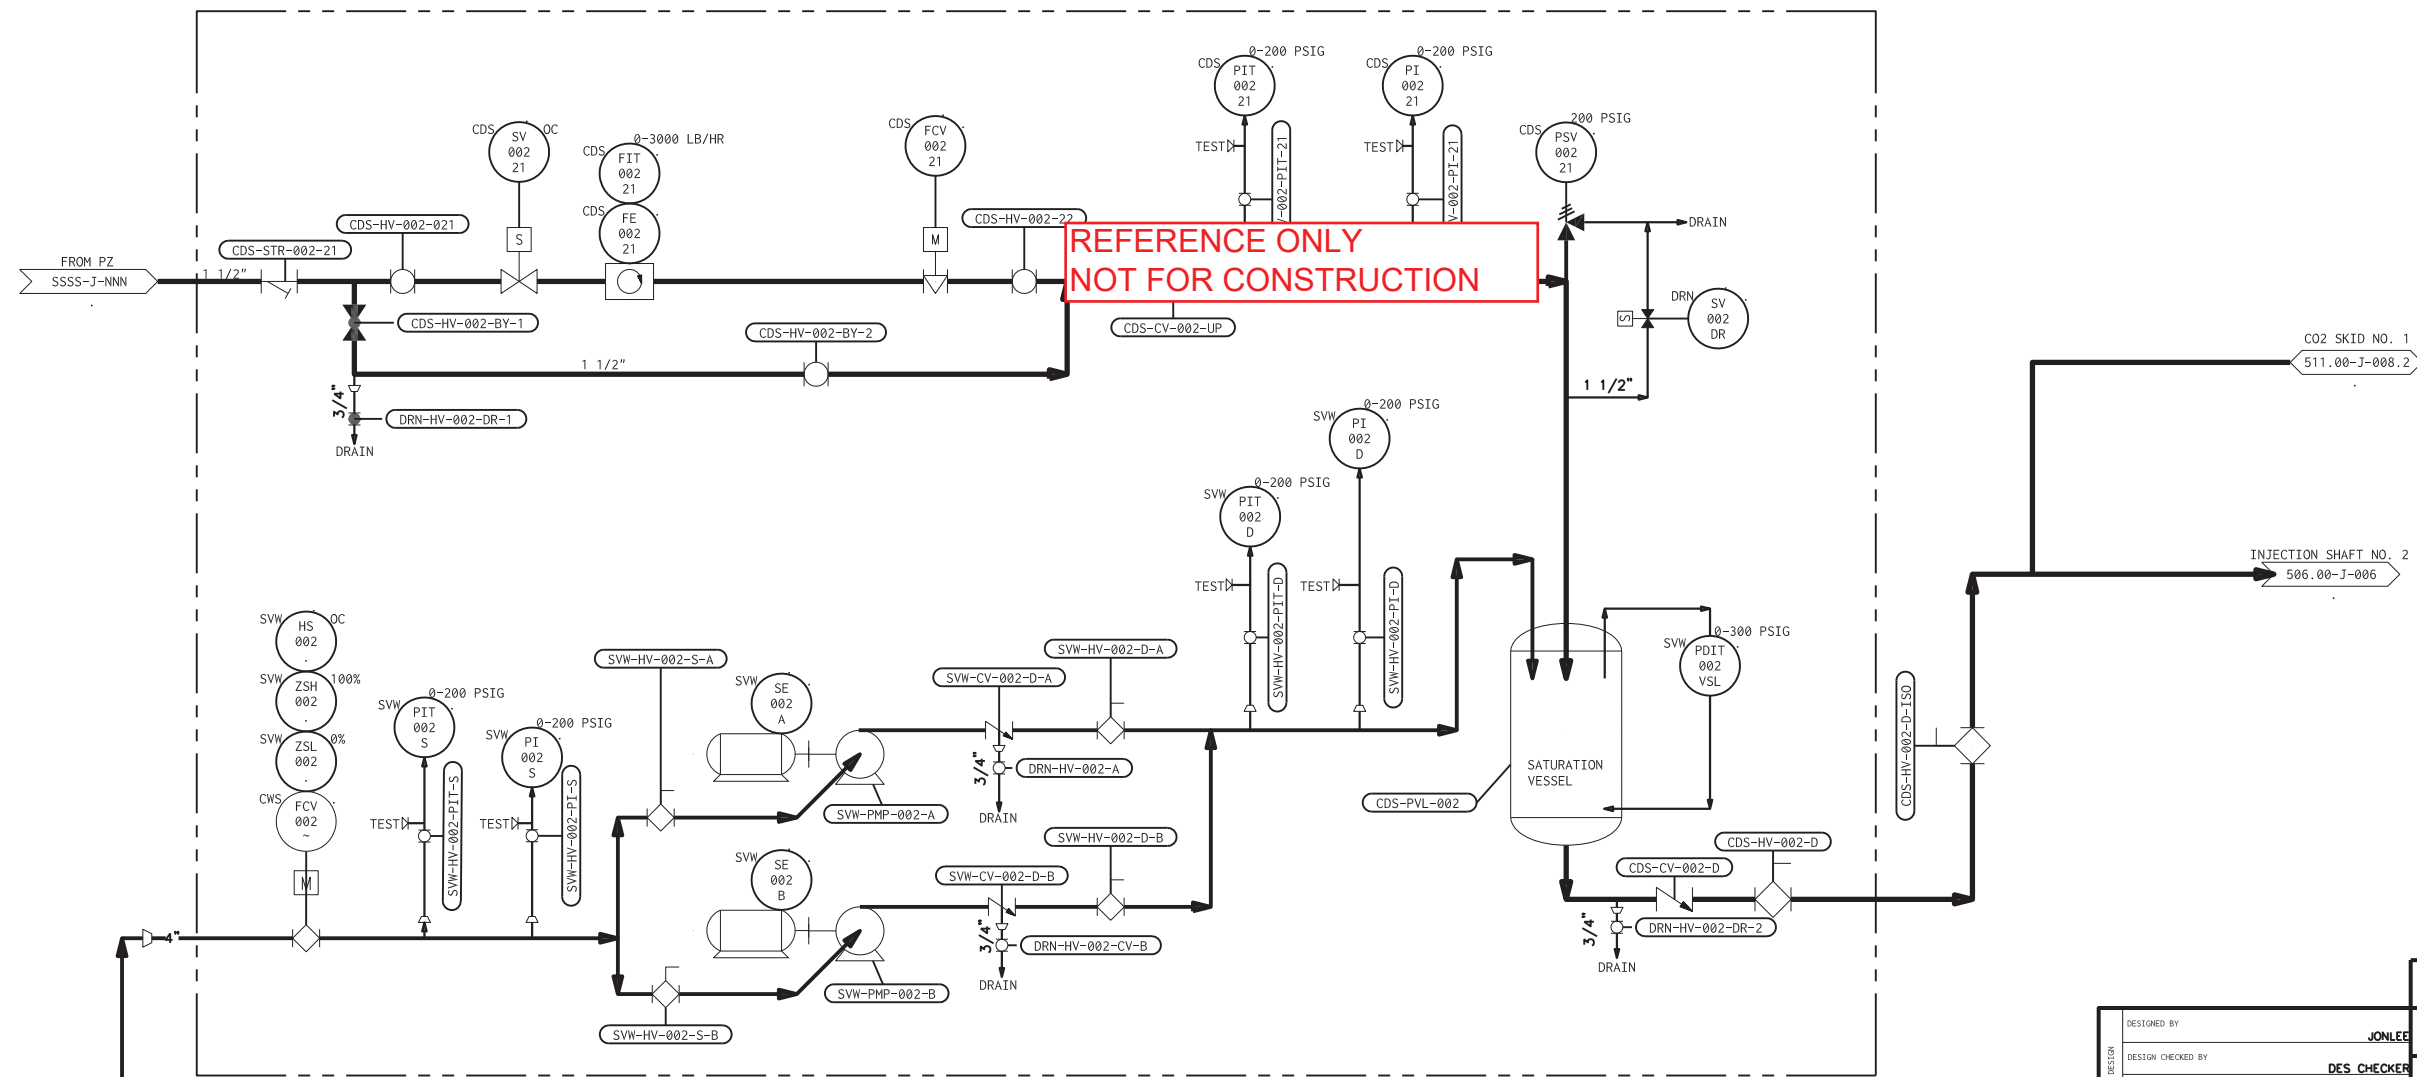 0-200 PSIG
CDS
PIT
002
21
0-200 PSIG
CDS
PI
002
21
200 PSIG
CDS
PSV
002
21
CDS
SV
002
21
OC
0-3000 LB/HR
CDS
FIT
002
21
CDS
FE
002
21
CDS
FCV
002
21
TEST
V-002-PIT-21
TEST
V-002-PI-21
CDS-HV-002-021
CDS-STR-002-21
S
M
CDS-HV-002-22
REFERENCE ONLY
NOT FOR CONSTRUCTION
DRAIN
FROM PZ
SSSS-J-NNN
1 1/2"
CDS-HV-002-BY-1
CDS-HV-002-BY-2
CDS-CV-002-UP
DRN
SV
002
DR
S
1 1/2"
1 1/2"
3/4"
DRN-HV-002-DR-1
DRAIN
CO2 SKID NO. 1
511.00-J-008.2
0-200 PSIG
SVW
PI
002
D
0-200 PSIG
SVW
PIT
002
D
TEST
SVW-HV-002-PIT-D
TEST
SVW-HV-002-PI-D
INJECTION SHAFT NO. 2
506.00-J-006
SVW
HS
002
OC
SVW
ZSH
002
100%
SVW
ZSL
002
0%
CWS
FCV
002
~
M
0-200 PSIG
SVW
PIT
002
S
0-200 PSIG
SVW
PI
002
S
TEST
SVW-HV-002-PIT-S
TEST
SVW-HV-002-PI-S
4"
SVW-HV-002-S-A
SVW
SE
002
A
SVW-CV-002-D-A
SVW-HV-002-D-A
3/4"
DRN-HV-002-A
DRAIN
SVW-PMP-002-A
SVW
SE
002
B
SVW-CV-002-D-B
SVW-HV-002-D-B
3/4"
DRN-HV-002-CV-B
DRAIN
SVW-PMP-002-B
SVW-HV-002-S-B
0-300 PSIG
SVW
PDIT
002
VSL
SATURATION
VESSEL
CDS-PVL-002
CDS-HV-002-D-ISO
CDS-HV-002-D
CDS-CV-002-D
3/4"
DRN-HV-002-DR-2
DRAIN
DESIGN
DESIGNED BY
JONLEE
DESIGN CHECKED BY
DES CHECKER